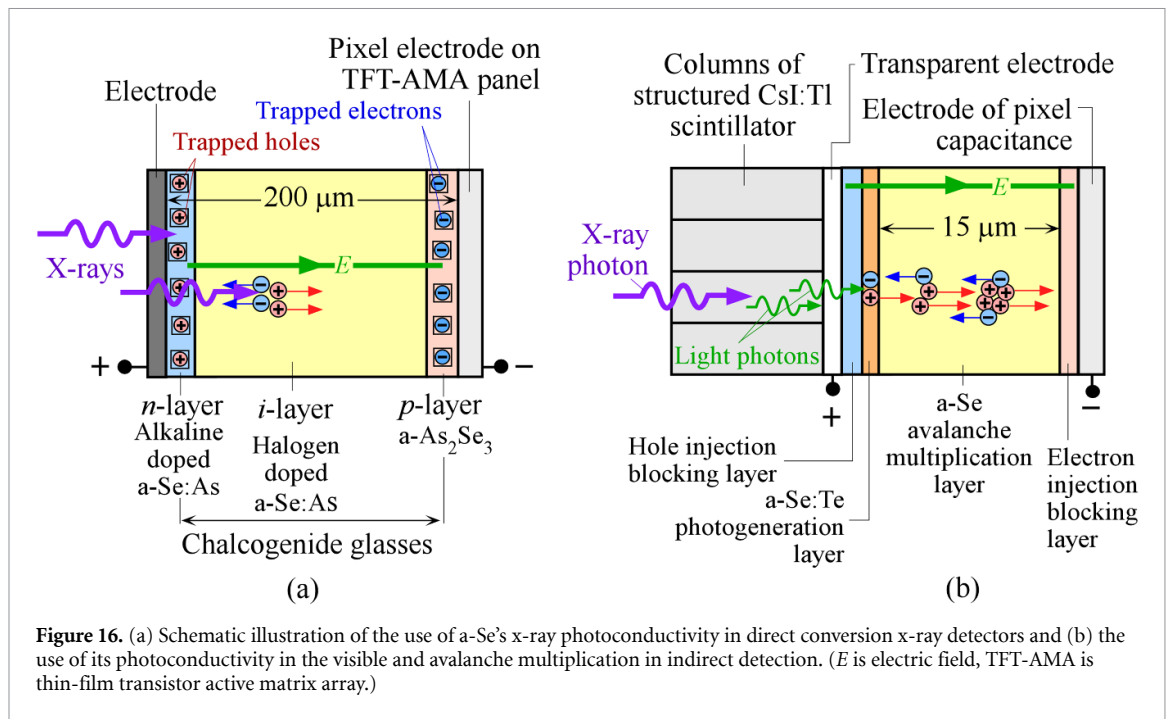 Electrode
Pixel electrode on
TFT-AMA panel
Trapped electrons
Trapped holes
200 μm
X-rays
E
+
−
n-layer
Alkaline
doped
a-Se:As
i-layer
Halogen
doped
a-Se:As
p-layer
a-As₂Se₃
Chalcogenide glasses
(a)
Columns of
structured CsI:Tl
scintillator
Transparent electrode
Electrode of pixel
capacitance
E
15 μm
X-ray
photon
Light photons
+
−
Hole injection
blocking layer
a-Se:Te
photogeneration
layer
a-Se
avalanche
multiplication
layer
Electron
injection
blocking
layer
(b)
Figure 16. (a) Schematic illustration of the use of a-Se's x-ray photoconductivity in direct conversion x-ray detectors and (b) the
use of its photoconductivity in the visible and avalanche multiplication in indirect detection. (E is electric field, TFT-AMA is
thin-film transistor active matrix array.)